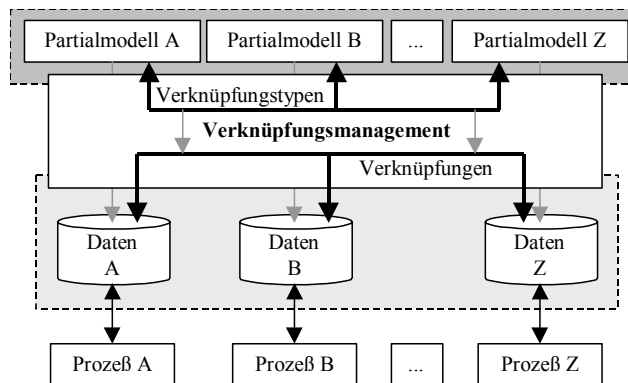 Partialmodell A Partialmodell B ... Partialmodell Z
Verknüpfungstypen
Verknüpfungsmanagement
Verknüpfungen
Daten Daten Daten
A B Z
Prozeß A Prozeß B ... Prozeß Z